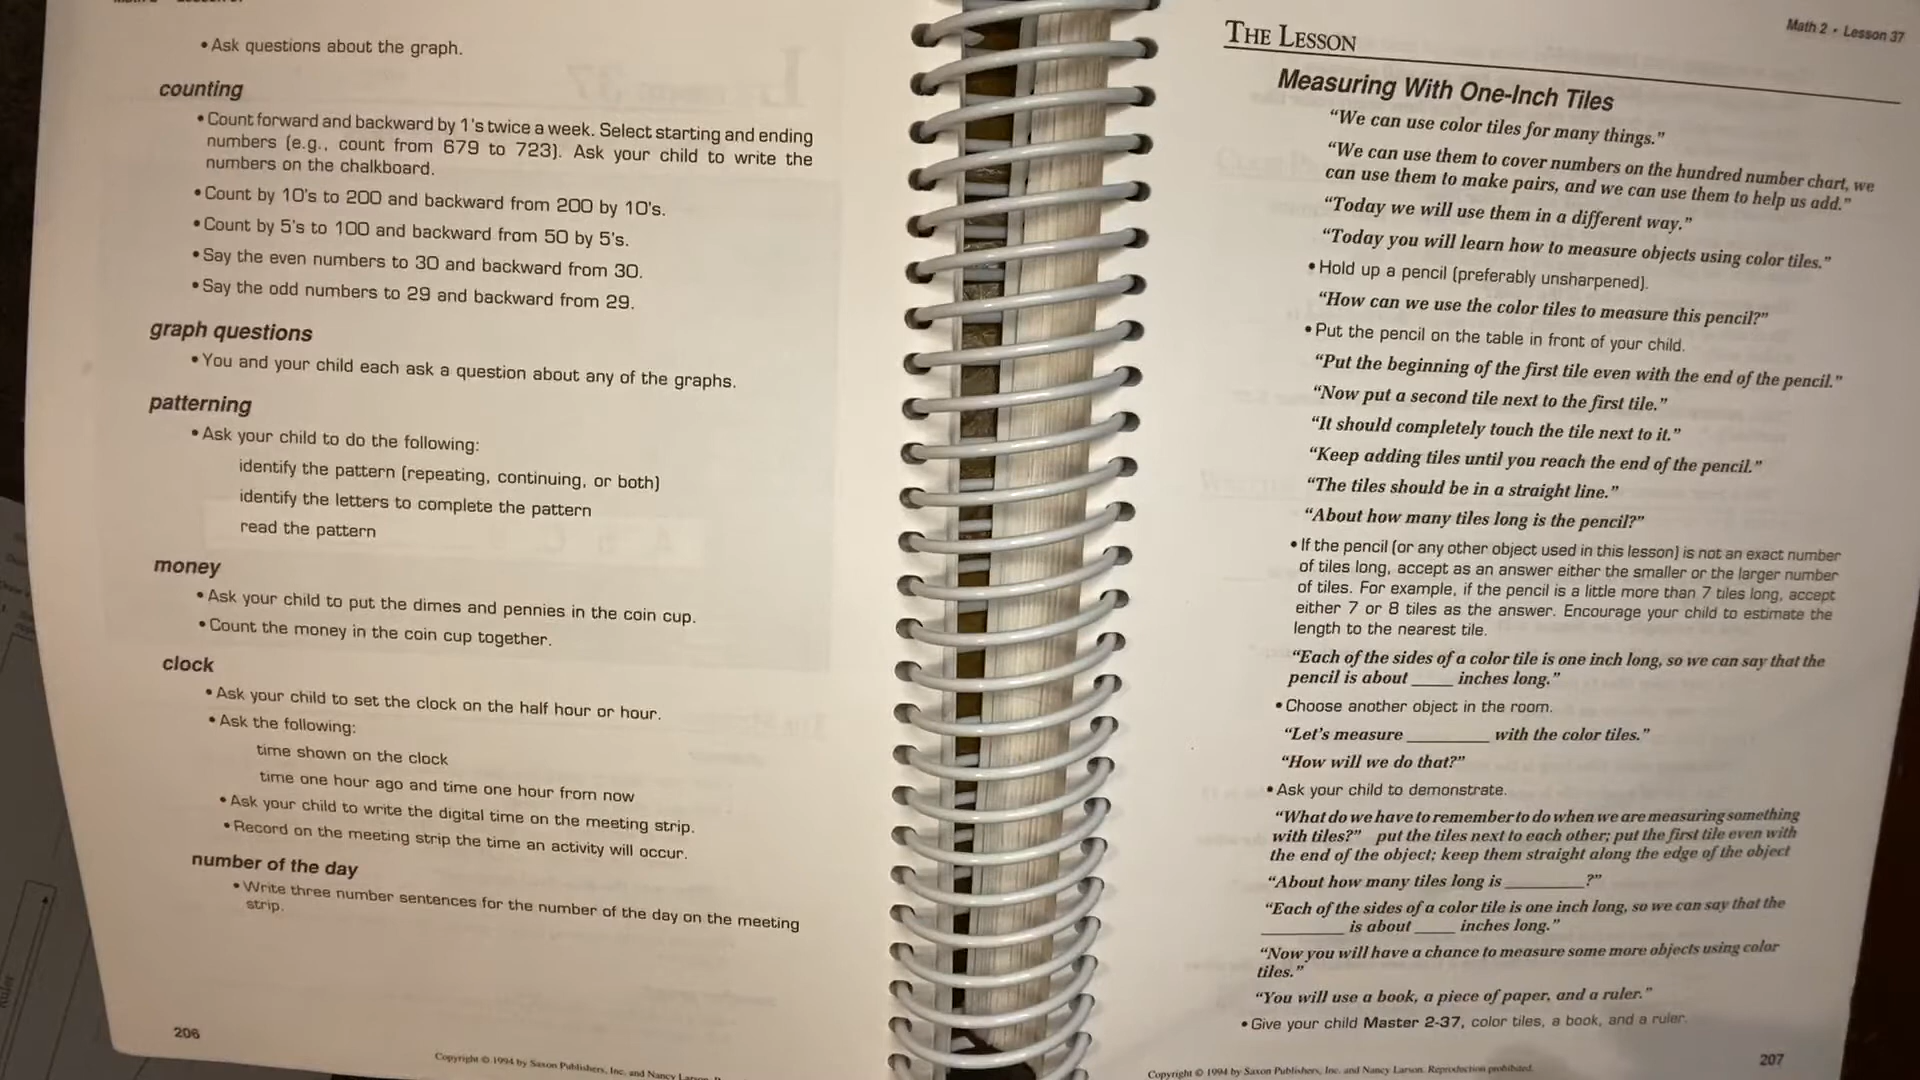 • Ask questions about the graph.
counting
• Count forward and backward by 1's twice a week. Select starting and ending
numbers (e.g., count from 679 to 723). Ask your child to write the
numbers on the chalkboard.
• Count by 10's to 200 and backward from 200 by 10's.
• Count by 5's to 100 and backward from 50 by 5's.
• Say the even numbers to 30 and backward from 30.
• Say the odd numbers to 29 and backward from 29.
graph questions
• You and your child each ask a question about any of the graphs.
patterning
• Ask your child to do the following:
identify the pattern (repeating, continuing, or both)
identify the letters to complete the pattern
read the pattern
money
• Ask your child to put the dimes and pennies in the coin cup.
• Count the money in the coin cup together.
clock
• Ask your child to set the clock on the half hour or hour.
• Ask the following:
time shown on the clock
time one hour ago and time one hour from now
• Ask your child to write the digital time on the meeting strip.
• Record on the meeting strip the time an activity will occur.
number of the day
• Write three number sentences for the number of the day on the meeting
strip.
206
Copyright © 1994 by Saxon Publishers, Inc. and Nancy Larson.
Math 2 • Lesson 37
THE LESSON
Measuring With One-Inch Tiles
“We can use color tiles for many things.”
“We can use them to cover numbers on the hundred number chart, we
can use them to make pairs, and we can use them to help us add.”
“Today we will use them in a different way.”
“Today you will learn how to measure objects using color tiles.”
• Hold up a pencil (preferably unsharpened).
“How can we use the color tiles to measure this pencil?”
• Put the pencil on the table in front of your child.
“Put the beginning of the first tile even with the end of the pencil.”
“Now put a second tile next to the first tile.”
“It should completely touch the tile next to it.”
“Keep adding tiles until you reach the end of the pencil.”
“The tiles should be in a straight line.”
“About how many tiles long is the pencil?”
• If the pencil (or any other object used in this lesson) is not an exact number
of tiles long, accept as an answer either the smaller or the larger number
of tiles. For example, if the pencil is a little more than 7 tiles long, accept
either 7 or 8 tiles as the answer. Encourage your child to estimate the
length to the nearest tile.
“Each of the sides of a color tile is one inch long, so we can say that the
pencil is about ____ inches long.”
• Choose another object in the room.
“Let's measure ________ with the color tiles.”
“How will we do that?”
• Ask your child to demonstrate.
“What do we have to remember to do when we are measuring something
with tiles?” put the tiles next to each other; put the first tile even with
the end of the object; keep them straight along the edge of the object
“About how many tiles long is ________?”
“Each of the sides of a color tile is one inch long, so we can say that the
________ is about ____ inches long.”
“Now you will have a chance to measure some more objects using color
tiles.”
“You will use a book, a piece of paper, and a ruler.”
• Give your child Master 2-37, color tiles, a book, and a ruler.
207
Copyright © 1994 by Saxon Publishers, Inc. and Nancy Larson. Reproduction prohibited.